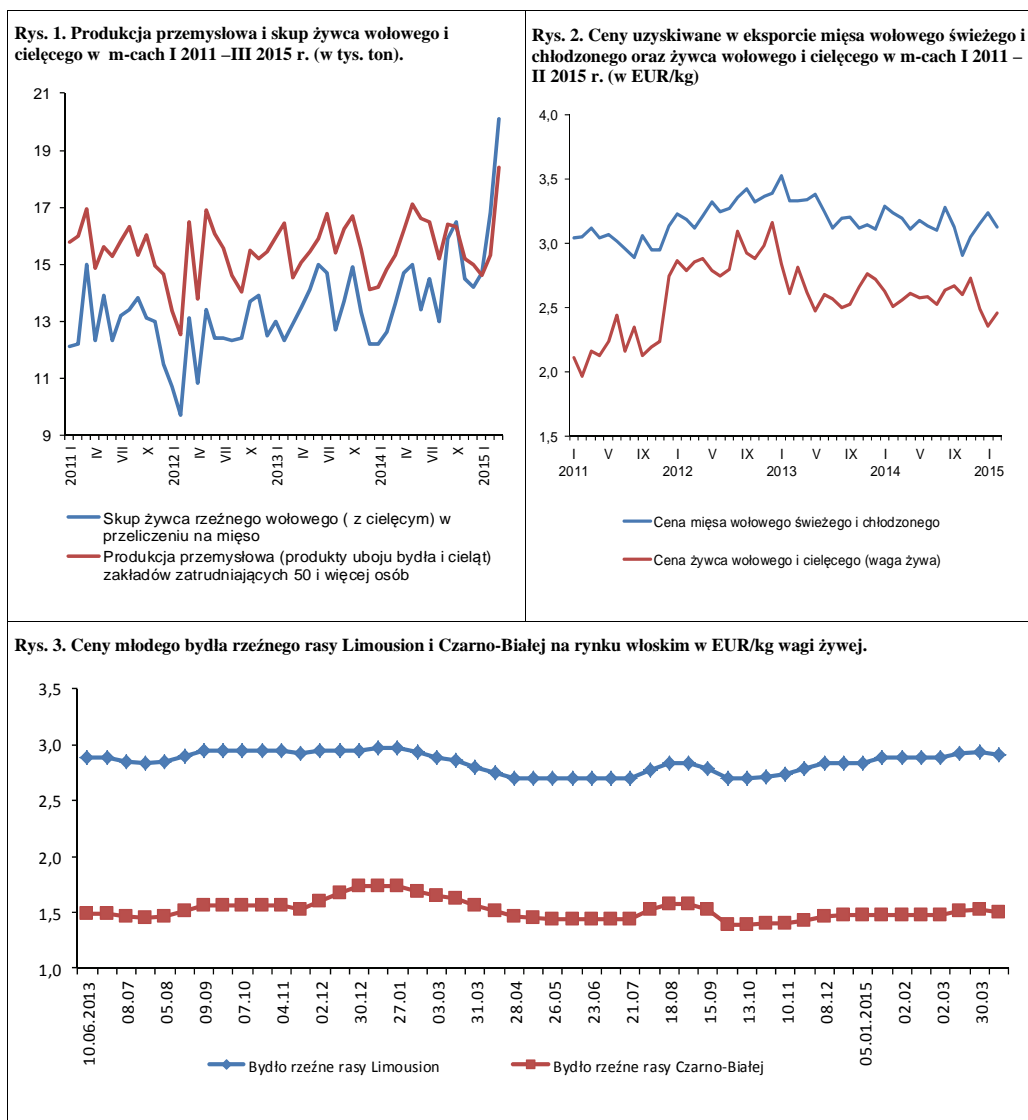 Rys. 1. Produkcja przemysłowa i skup żywca wołowego i
cielęcego w m-cach I 2011 –III 2015 r. (w tys. ton).
21
19
17
15
13
11
9
2011 I
IV
VII
X
2012 I
IV
VII
X
2013 I
IV
VII
X
2014 I
IV
VII
X
2015 I
Skup żywca rzeźnego wołowego ( z cielęcym) w
przeliczeniu na mięso
Produkcja przemysłowa (produkty uboju bydła i cieląt)
zakładów zatrudniających 50 i więcej osób
Rys. 2. Ceny uzyskiwane w eksporcie mięsa wołowego świeżego i
chłodzonego oraz żywca wołowego i cielęcego w m-cach I 2011 –
II 2015 r. (w EUR/kg)
4,0
3,5
3,0
2,5
2,0
1,5
I V IX I V IX I V IX I V IX I
2011 2012 2013 2014 2015
Cena mięsa wołowego świeżego i chłodzonego
Cena żywca wołowego i cielęcego (waga żywa)
Rys. 3. Ceny młodego bydła rzeźnego rasy Limousion i Czarno-Białej na rynku włoskim w EUR/kg wagi żywej.
3,5
3,0
2,5
2,0
1,5
1,0
10.06.2013
08.07
05.08
09.09
07.10
04.11
02.12
30.12
27.01
03.03
31.03
28.04
26.05
23.06
21.07
18.08
15.09
13.10
10.11
08.12
05.01.2015
02.02
02.03
30.03
Bydło rzeźne rasy Limousion
Bydło rzeźne rasy Czarno-Białej